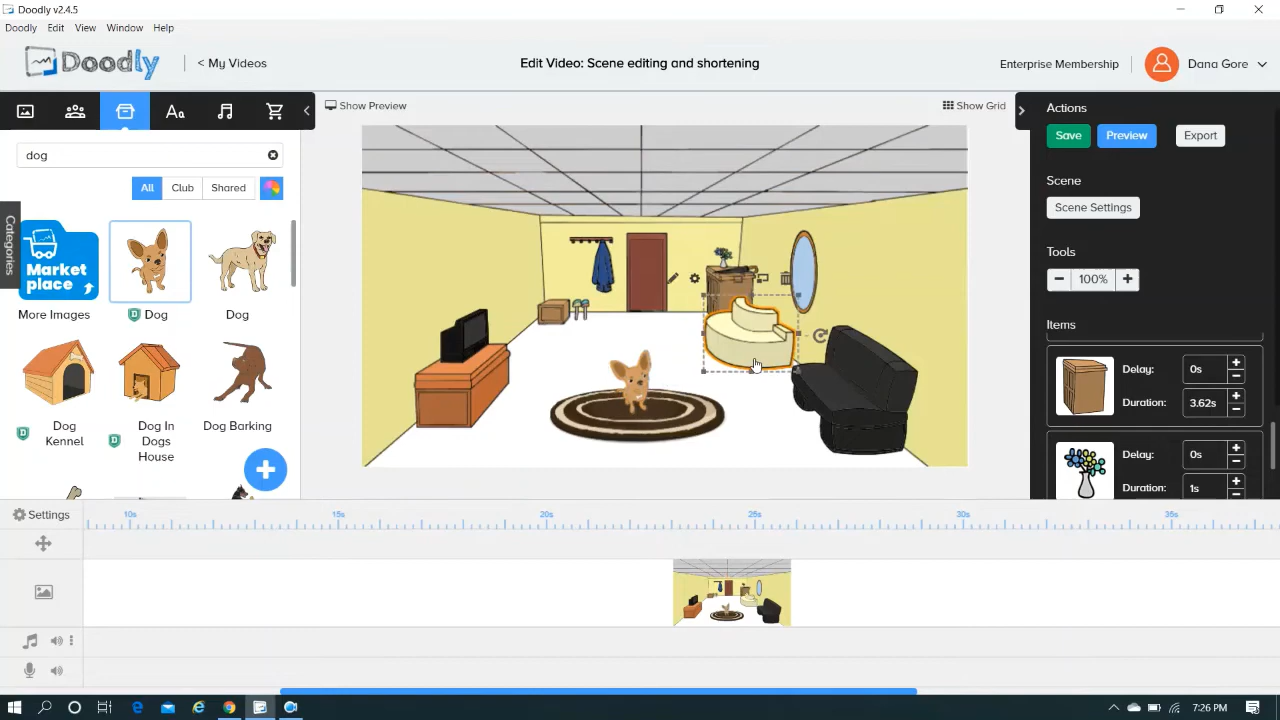 Doodly v2.4.5
Doodly Edit View Window Help
Doodly < My Videos Edit Video: Scene editing and shortening Enterprise Membership Dana Gore
Aa
Show Preview Show Grid
Actions
Save Preview Export
dog
All Club Shared
Scene
Scene Settings
Categories
Market
place
More Images Dog Dog
Tools
100%
Items
Delay: 0s
Duration: 3.62s
Dog
Kennel
Dog In
Dogs
House
Dog Barking
Delay: 0s
Duration: 1s
Settings 10s 15s 20s 25s 30s 35s
7:26 PM